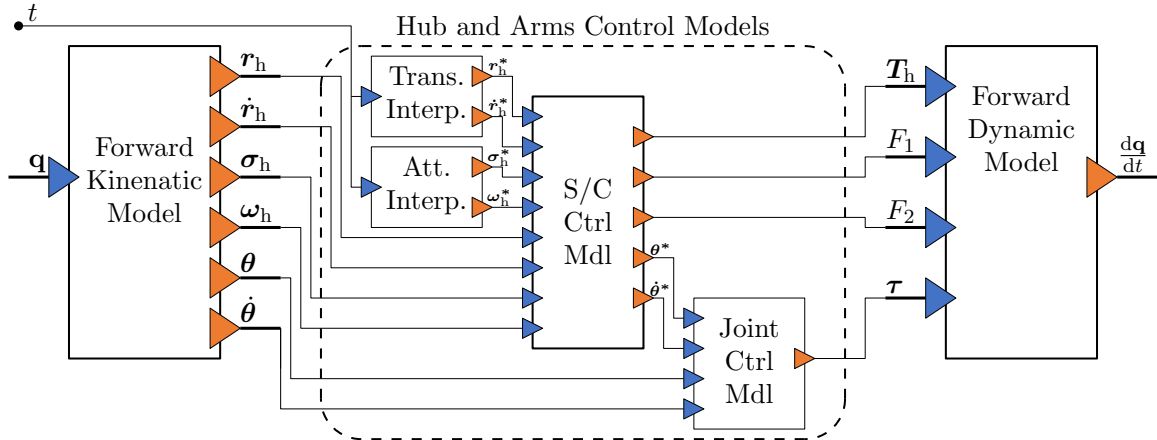 t
Hub and Arms Control Models
q
Forward
Kinenatic
Model
r_h
ṙ_h
σ_h
ω_h
θ
θ̇
Trans.
Interp.
r_h^*
ṙ_h^*
Att.
Interp.
σ_h^*
ω_h^*
S/C
Ctrl
Mdl
θ^*
θ̇^*
Joint
Ctrl
Mdl
T_h
F_1
F_2
τ
Forward
Dynamic
Model
dq/dt